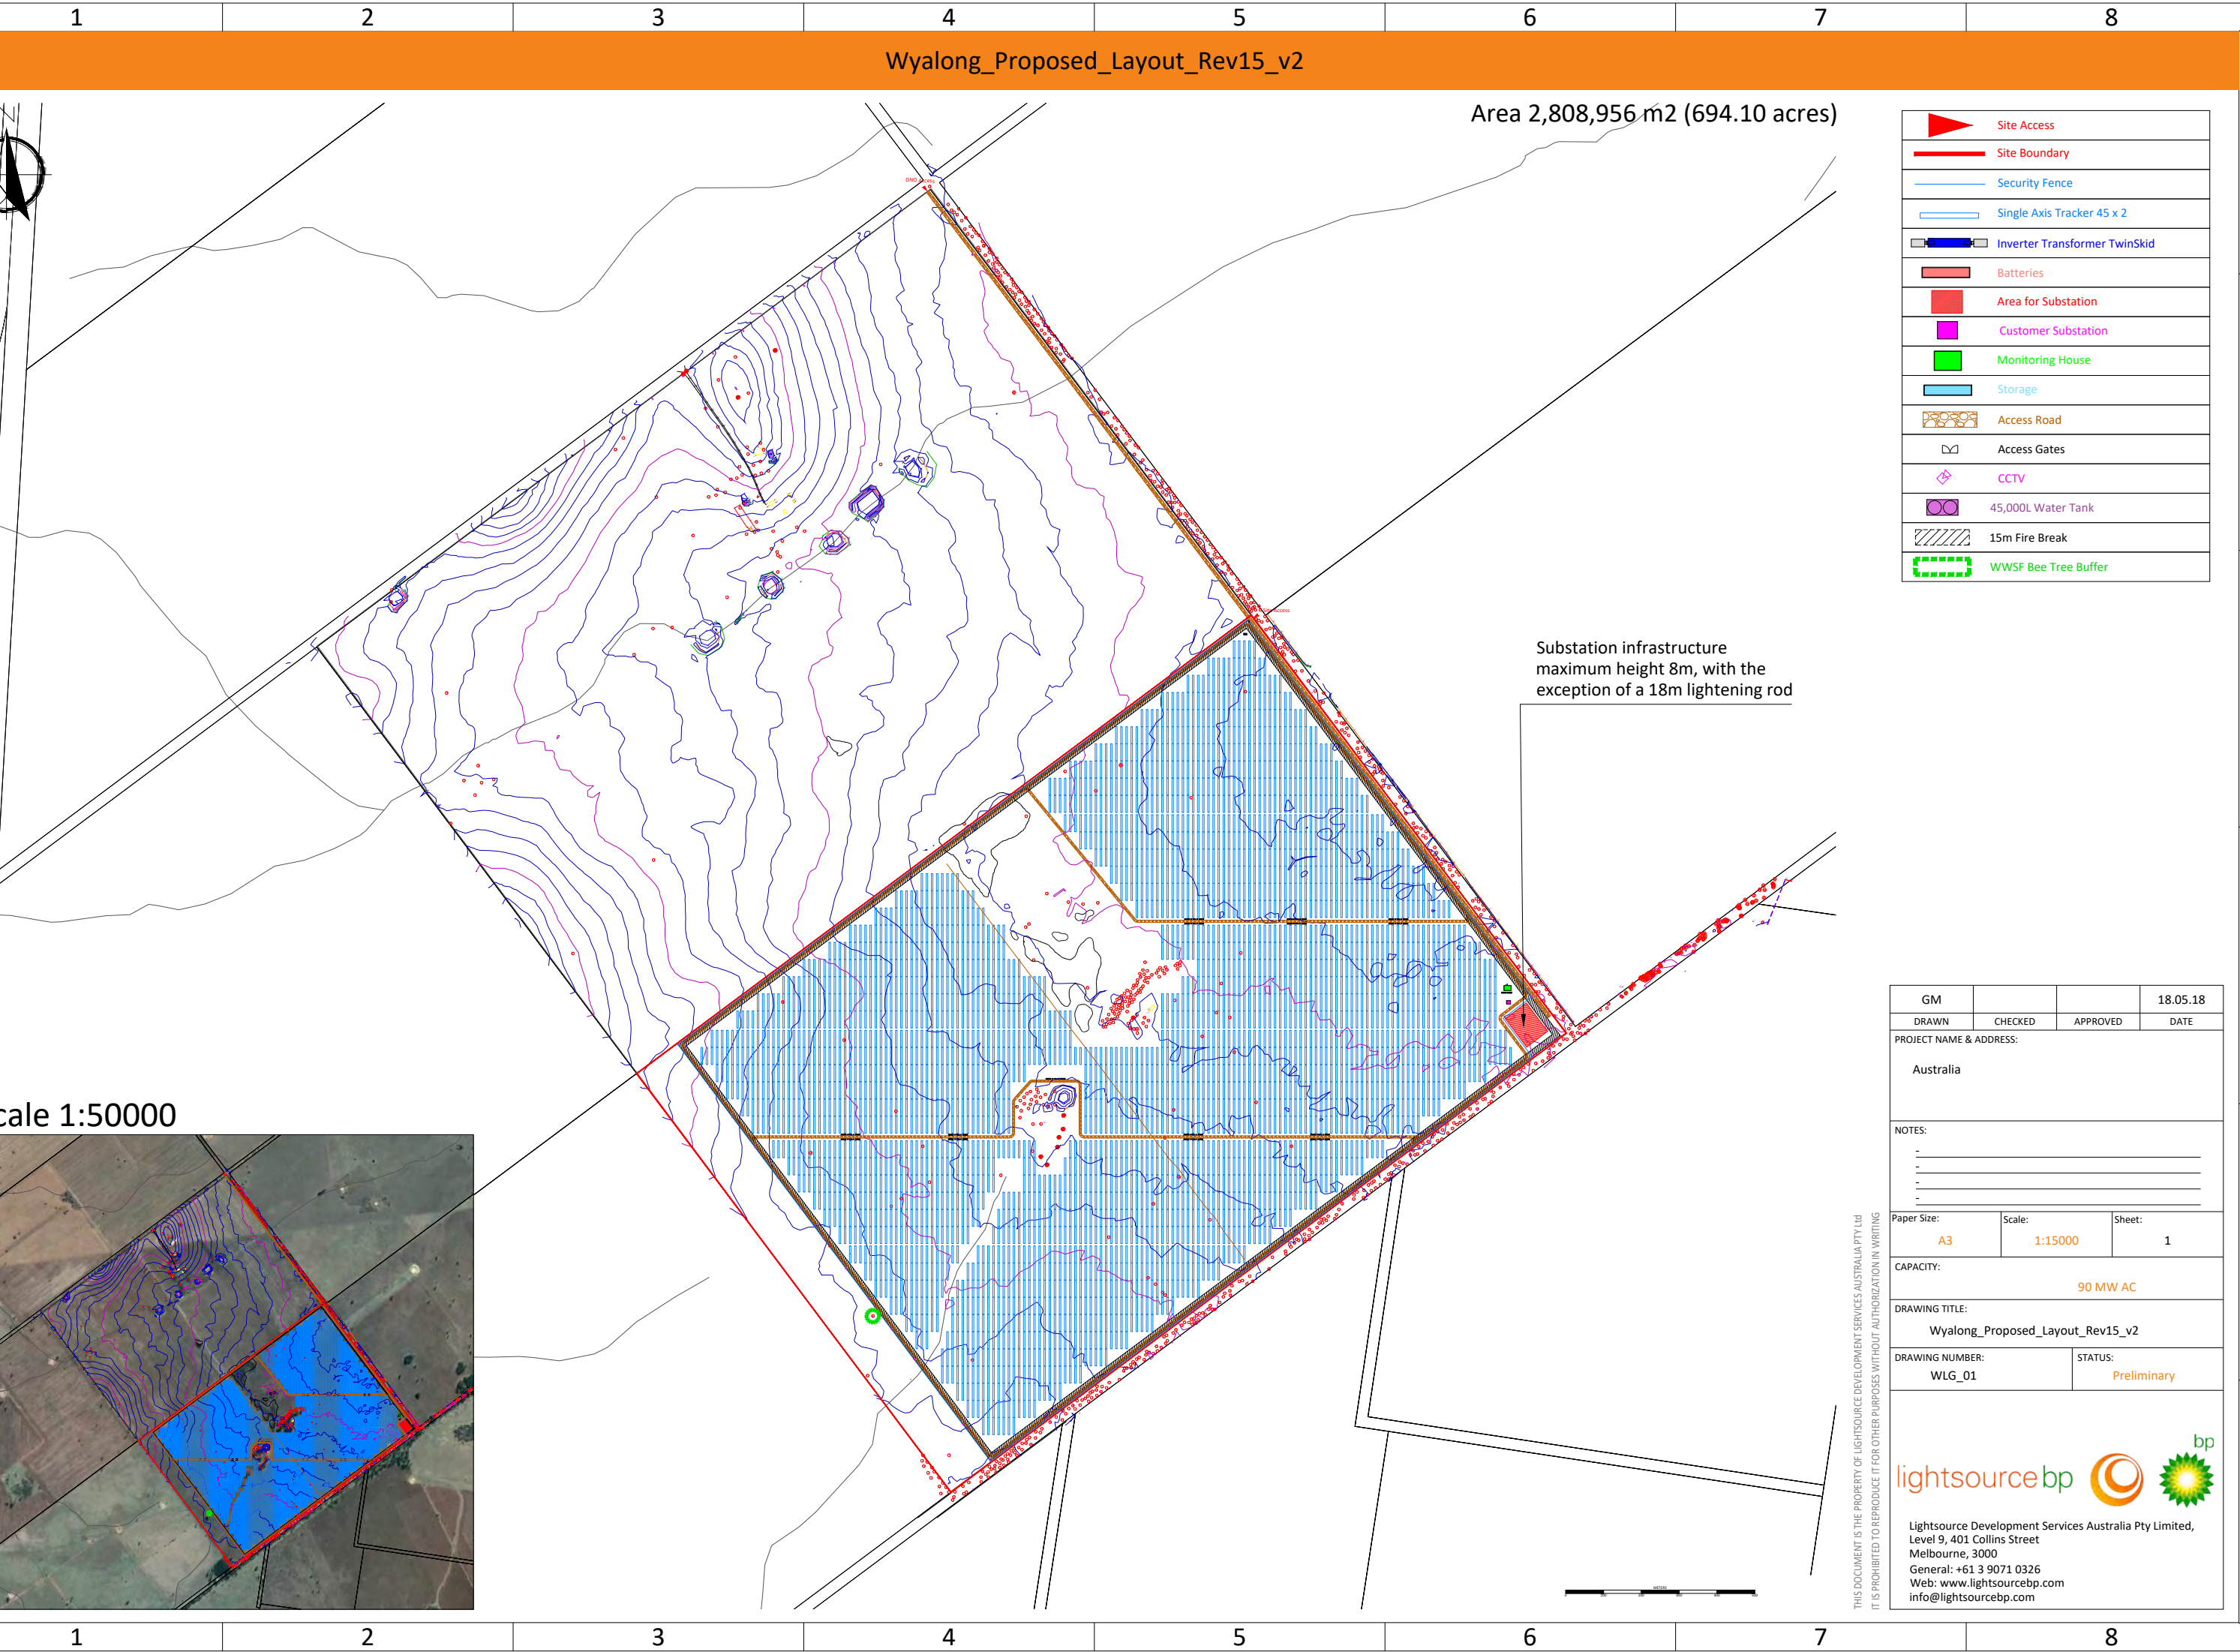 1 2 3 4 5 6 7 8
Wyalong_Proposed_Layout_Rev15_v2
Area 2,808,956 m2 (694.10 acres)
Site Access
Site Boundary
Security Fence
Single Axis Tracker 45 x 2
Inverter Transformer TwinSkid
Batteries
Area for Substation
Customer Substation
Monitoring House
Storage
Access Road
Access Gates
CCTV
45,000L Water Tank
15m Fire Break
WWSF Bee Tree Buffer
DNO Access
Site Access
Substation infrastructure
maximum height 8m, with the
exception of a 18m lightening rod
cale 1:50000
METERS
THIS DOCUMENT IS THE PROPERTY OF LIGHTSOURCE DEVELOPMENT SERVICES AUSTRALIA PTY Ltd
IT IS PROHIBITED TO REPRODUCE IT FOR OTHER PURPOSES WITHOUT AUTHORIZATION IN WRITING
GM 18.05.18
DRAWN CHECKED APPROVED DATE
PROJECT NAME & ADDRESS:
Australia
NOTES:
-
-
-
-
Paper Size: Scale: Sheet:
A3 1:15000 1
CAPACITY:
90 MW AC
DRAWING TITLE:
Wyalong_Proposed_Layout_Rev15_v2
DRAWING NUMBER: STATUS:
WLG_01 Preliminary
bp
lightsource bp
Lightsource Development Services Australia Pty Limited,
Level 9, 401 Collins Street
Melbourne, 3000
General: +61 3 9071 0326
Web: www.lightsourcebp.com
info@lightsourcebp.com
1 2 3 4 5 6 7 8